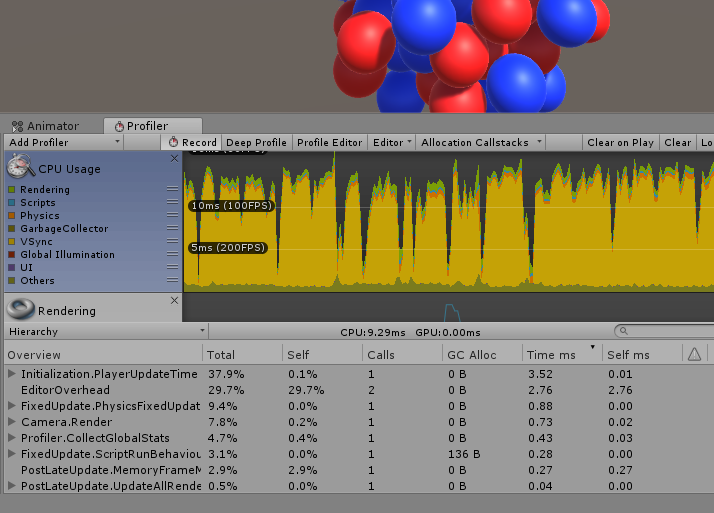 Animator Profiler
Add Profiler Record Deep Profile Profile Editor Editor Allocation Callstacks Clear on Play Clear Lo
CPU Usage
Rendering
Scripts
Physics
GarbageCollector
VSync
Global Illumination
UI
Others
10ms (100FPS)
5ms (200FPS)
Rendering
Hierarchy CPU:9.29ms GPU:0.00ms
Overview Total Self Calls GC Alloc Time ms Self ms
Initialization.PlayerUpdateTime 37.9% 0.1% 1 0 B 3.52 0.01
EditorOverhead 29.7% 29.7% 2 0 B 2.76 2.76
FixedUpdate.PhysicsFixedUpdat 9.4% 0.0% 1 0 B 0.88 0.00
Camera.Render 7.8% 0.2% 1 0 B 0.73 0.02
Profiler.CollectGlobalStats 4.7% 0.4% 1 0 B 0.43 0.03
FixedUpdate.ScriptRunBehaviou 3.1% 0.0% 1 136 B 0.28 0.00
PostLateUpdate.MemoryFrameM 2.9% 2.9% 1 0 B 0.27 0.27
PostLateUpdate.UpdateAllRende 0.5% 0.0% 1 0 B 0.04 0.00